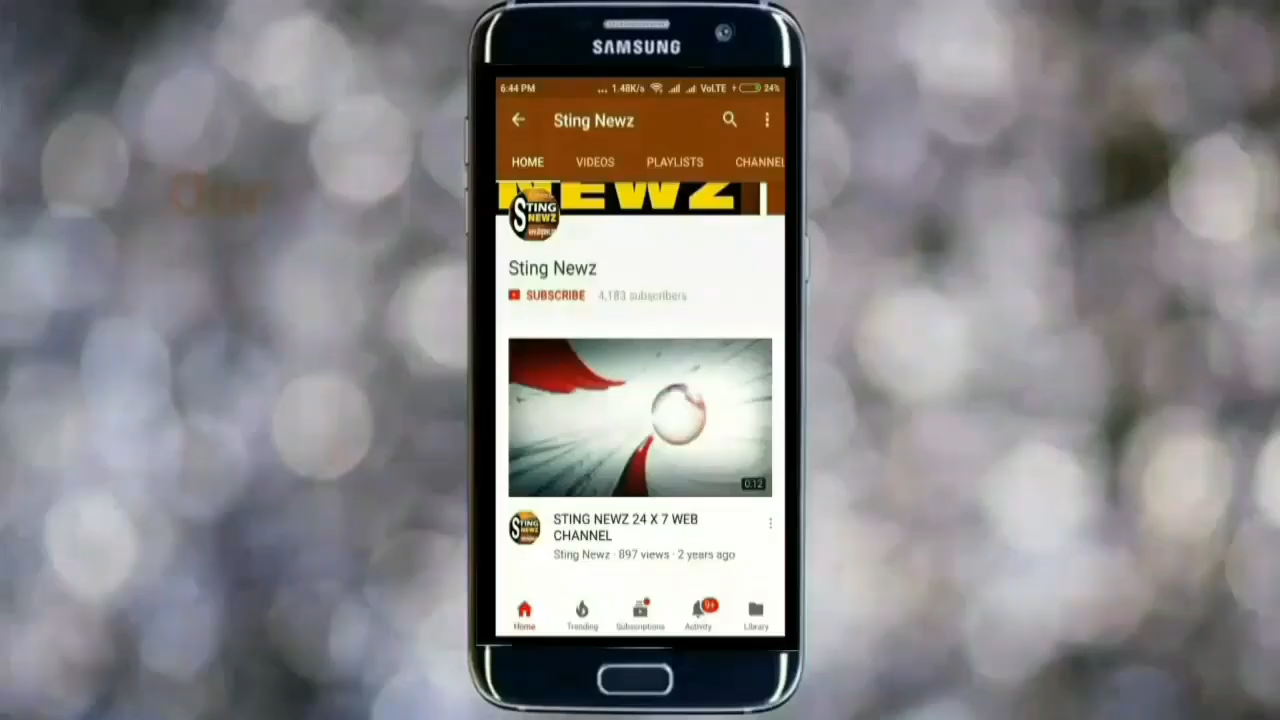 SAMSUNG
6:44 PM ... 1.48K/s VoLTE 24%
Sting Newz
HOME VIDEOS PLAYLISTS CHANNEL
NEWZ
STING
NEWZ
Sting Newz
SUBSCRIBE 4,183 subscribers
0:12
STING
NEWZ
STING NEWZ 24 X 7 WEB
CHANNEL
Sting Newz · 897 views · 2 years ago
9+
Home Trending Subscriptions Activity Library